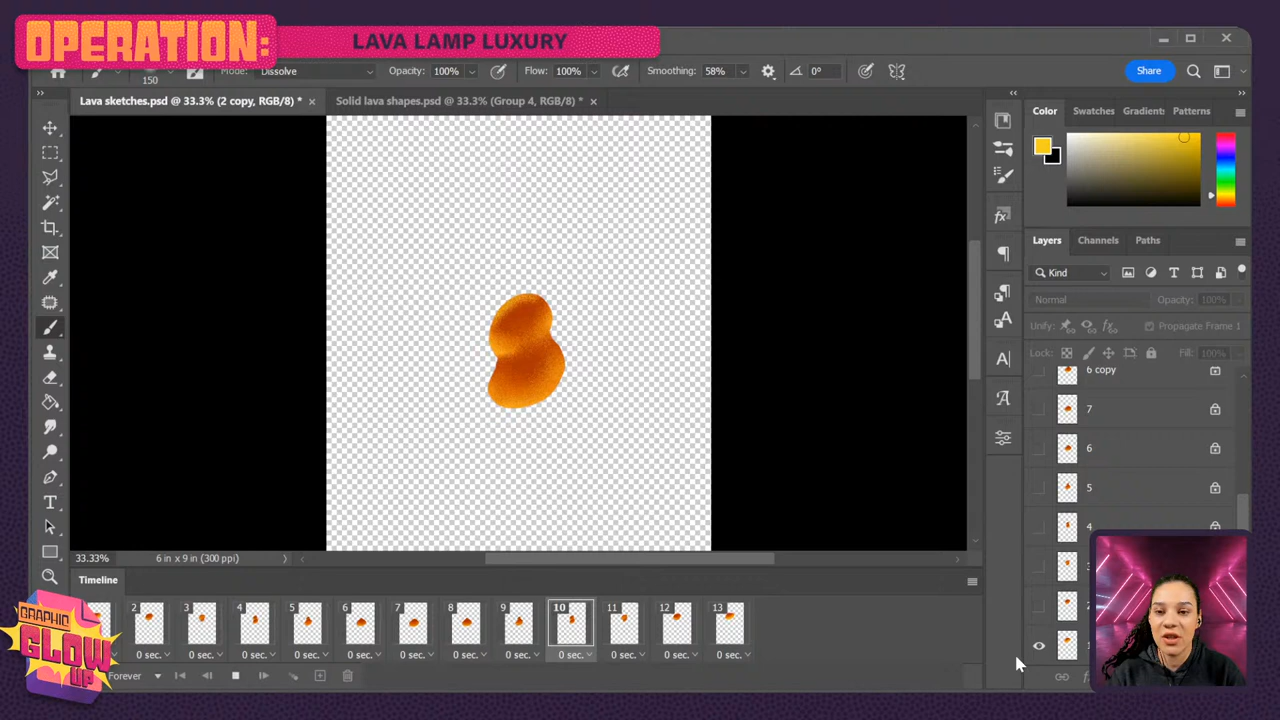 OPERATION:
LAVA LAMP LUXURY
150
Mode: Dissolve
Opacity: 100%
Flow: 100%
Smoothing: 58%
0°
Share
Lava sketches.psd @ 33.3% (2 copy, RGB/8) *
Solid lava shapes.psd @ 33.3% (Group 4, RGB/8) *
Color
Swatches
Gradient:
Patterns
Layers
Channels
Paths
Kind
Normal
Opacity: 100%
Unify:
Propagate Frame 1
Lock:
Fill: 100%
6 copy
7
6
5
4
33.33%
6 in x 9 in (300 ppi)
Timeline
2
3
4
5
6
7
8
9
10
11
12
13
0 sec.
0 sec.
0 sec.
0 sec.
0 sec.
0 sec.
0 sec.
0 sec.
0 sec.
0 sec.
0 sec.
0 sec.
Forever
GRAPHIC
GLOW
UP